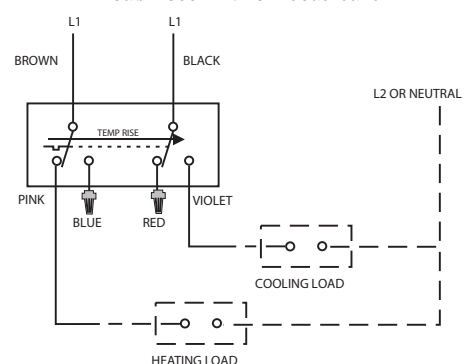 L1 L1
BROWN BLACK
L2 OR NEUTRAL
TEMP RISE
PINK VIOLET
BLUE RED
COOLING LOAD
HEATING LOAD